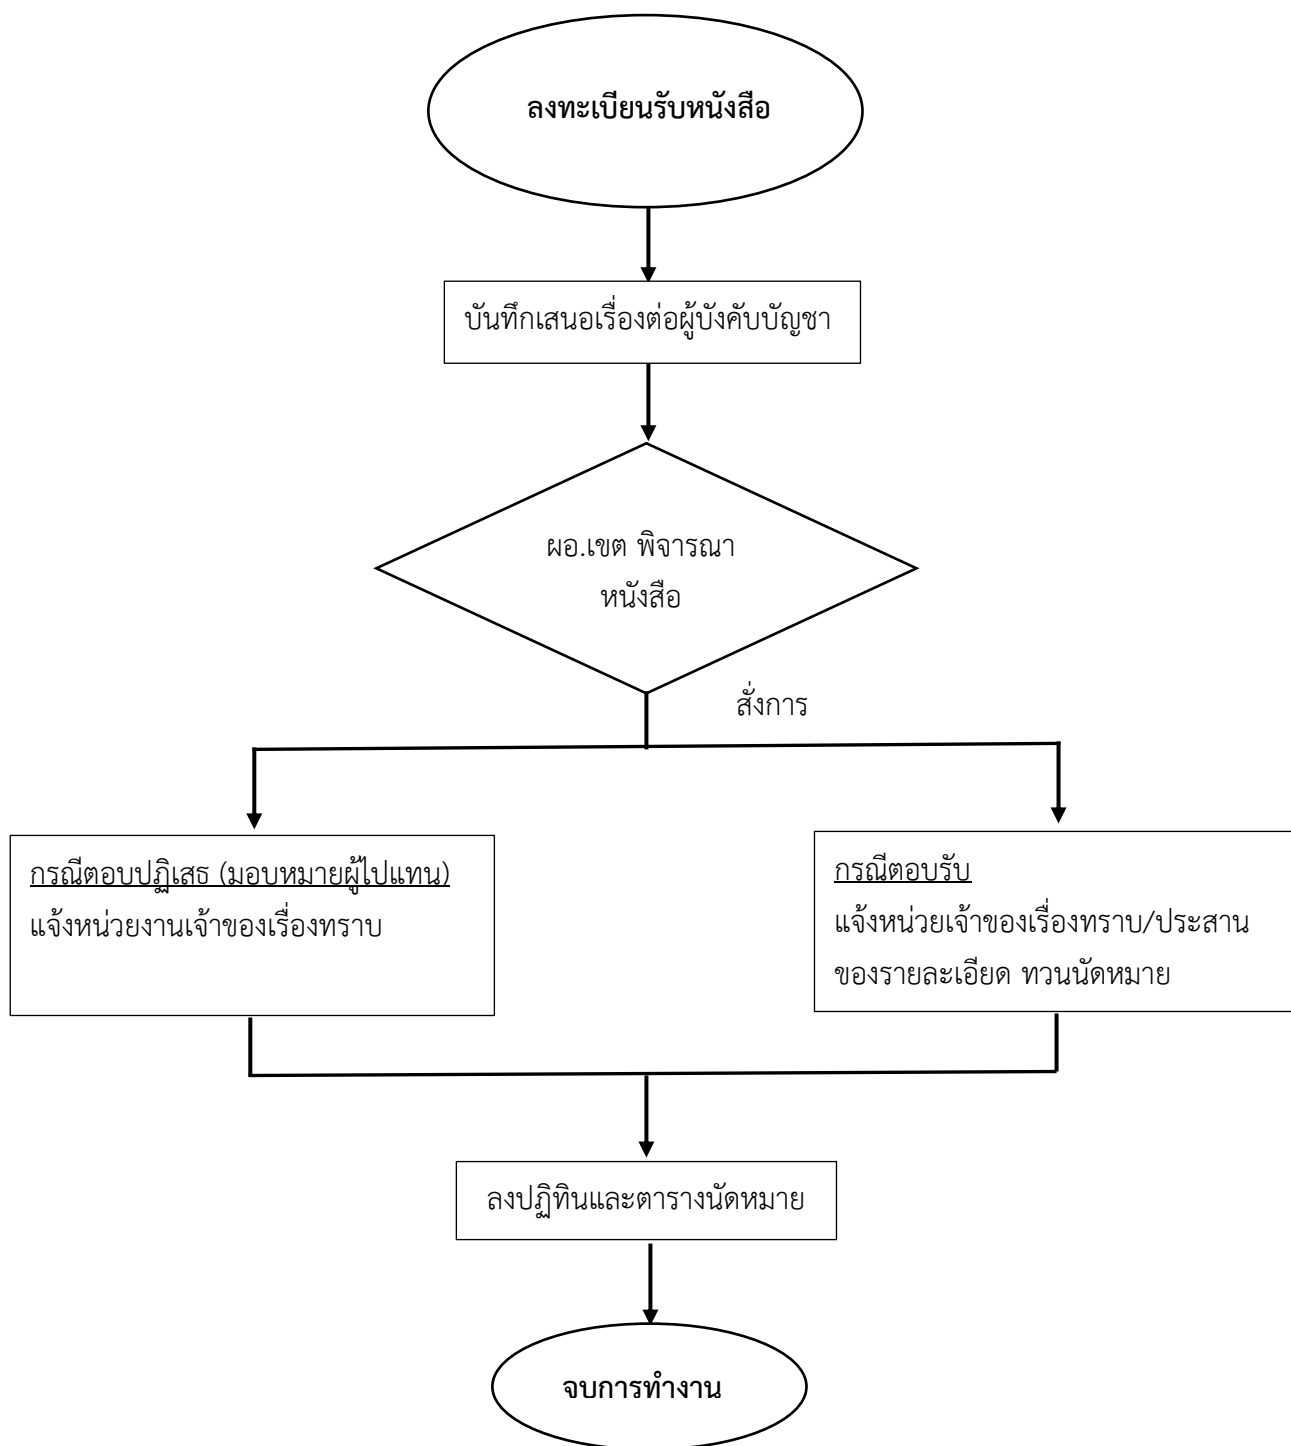 ลงทะเบียนรับหนังสือ
บันทึกเสนอเรื่องต่อผู้บังคับบัญชา
ผอ.เขต พิจารณา
หนังสือ
สั่งการ
กรณีตอบปฏิเสธ (มอบหมายผู้ไปแทน)
แจ้งหน่วยงานเจ้าของเรื่องทราบ
กรณีตอบรับ
แจ้งหน่วยเจ้าของเรื่องทราบ/ประสาน
ของรายละเอียด ทวนนัดหมาย
ลงปฏิทินและตารางนัดหมาย
จบการทำงาน